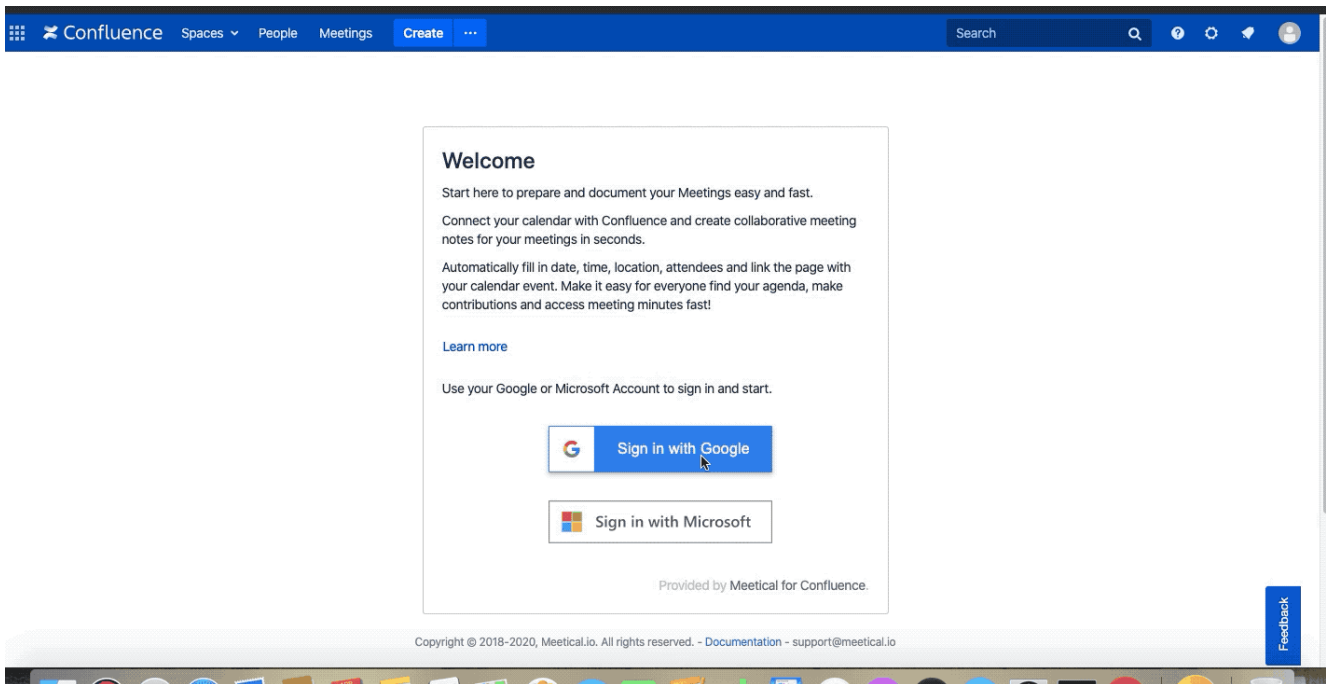 Confluence Spaces People Meetings Create ··· Search
Welcome
Start here to prepare and document your Meetings easy and fast.
Connect your calendar with Confluence and create collaborative meeting
notes for your meetings in seconds.
Automatically fill in date, time, location, attendees and link the page with
your calendar event. Make it easy for everyone find your agenda, make
contributions and access meeting minutes fast!
Learn more
Use your Google or Microsoft Account to sign in and start.
G Sign in with Google
Sign in with Microsoft
Provided by Meetical for Confluence.
Feedback
Copyright © 2018-2020, Meetical.io. All rights reserved. - Documentation - support@meetical.io